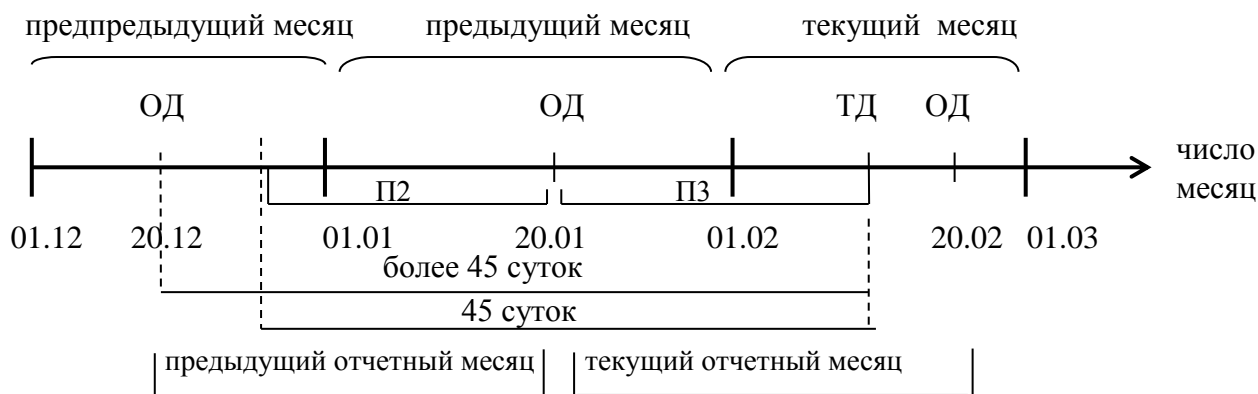 предпредыдущий месяц предыдущий месяц текущий месяц
ОД ОД ТД ОД
число
месяц
П2 П3
01.12 20.12 01.01 20.01 01.02 20.02 01.03
более 45 суток
45 суток
предыдущий отчетный месяц текущий отчетный месяц